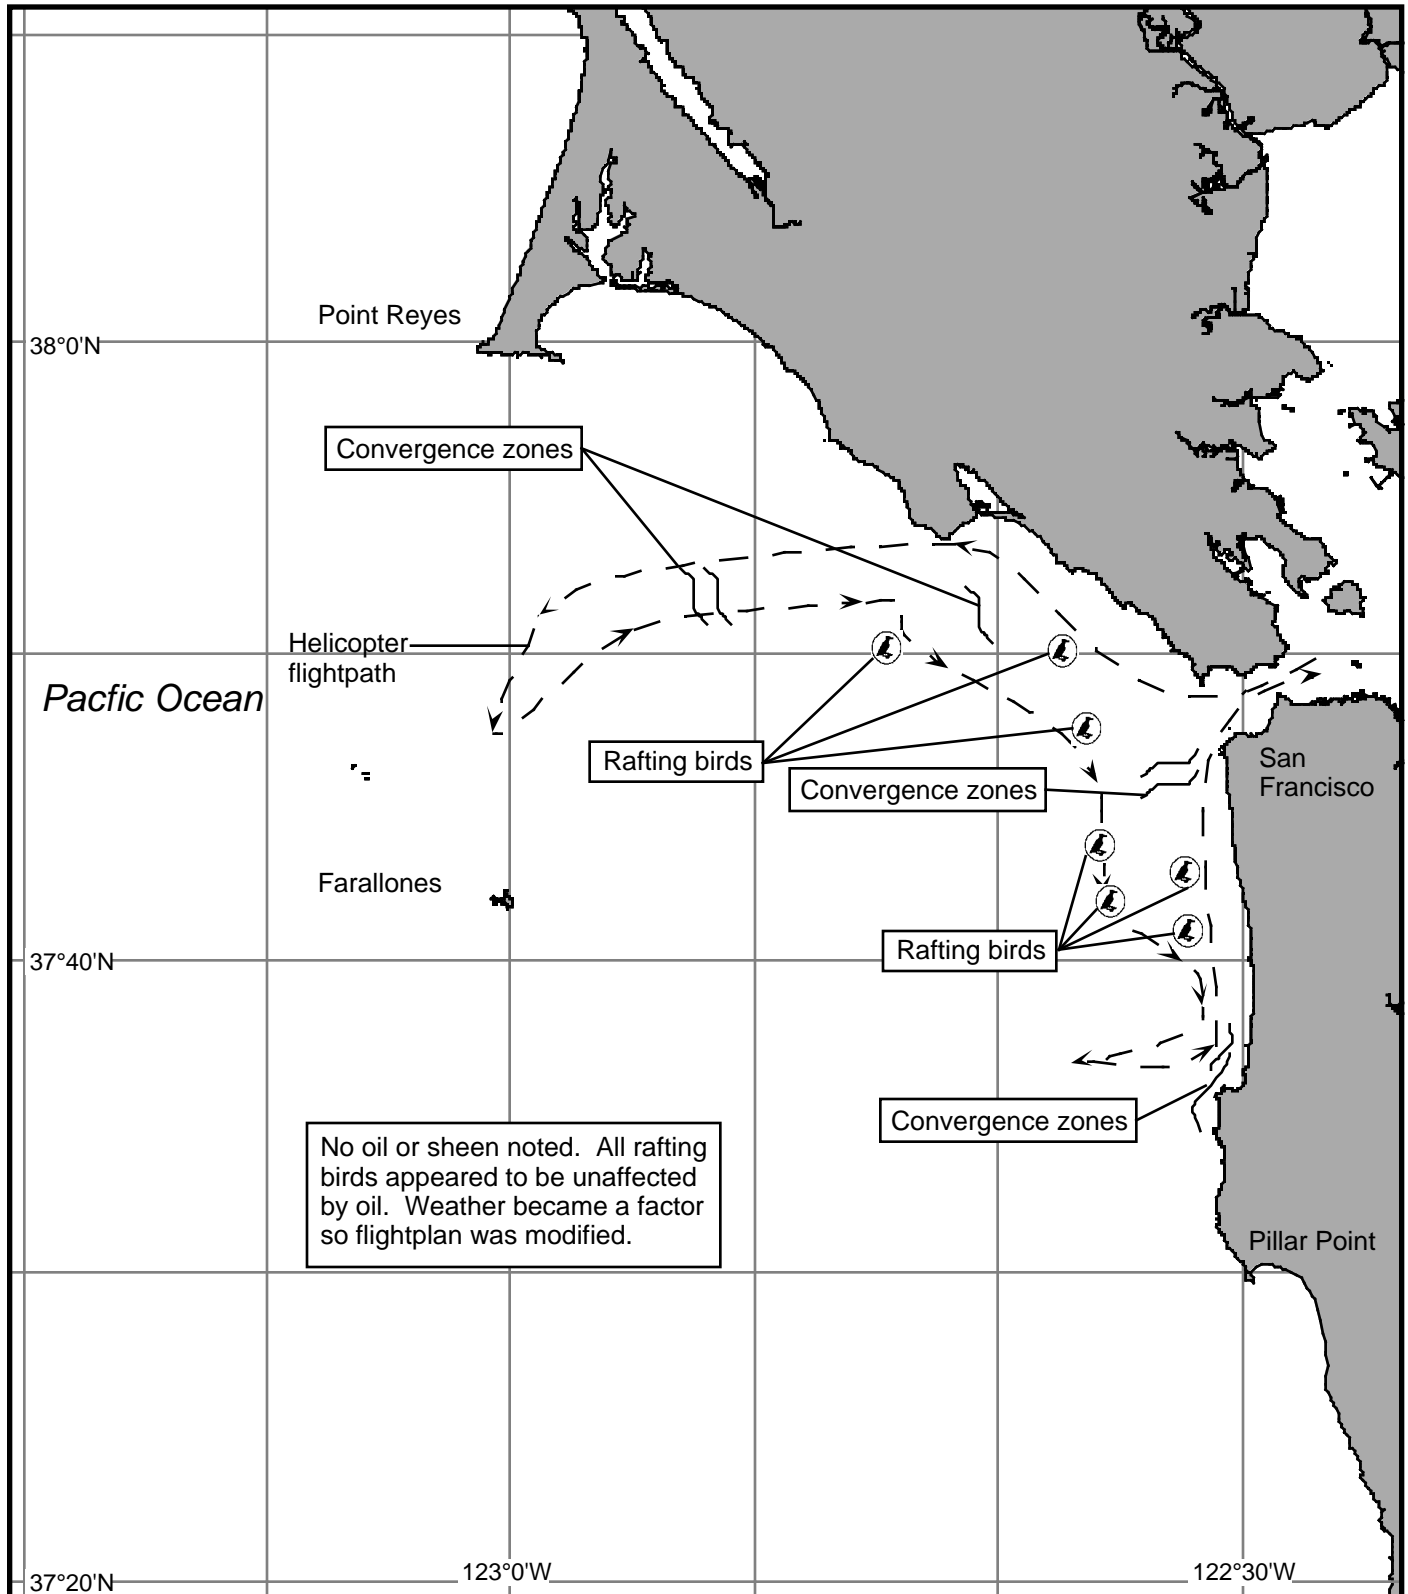 Point Reyes
38°0'N
Convergence zones
Helicopter
flightpath
Pacfic Ocean
Rafting birds
San
Francisco
Convergence zones
Farallones
Rafting birds
37°40'N
Convergence zones
No oil or sheen noted.  All rafting
birds appeared to be unaffected
by oil.  Weather became a factor
so flightplan was modified.
Pillar Point
37°20'N
123°0'W
122°30'W